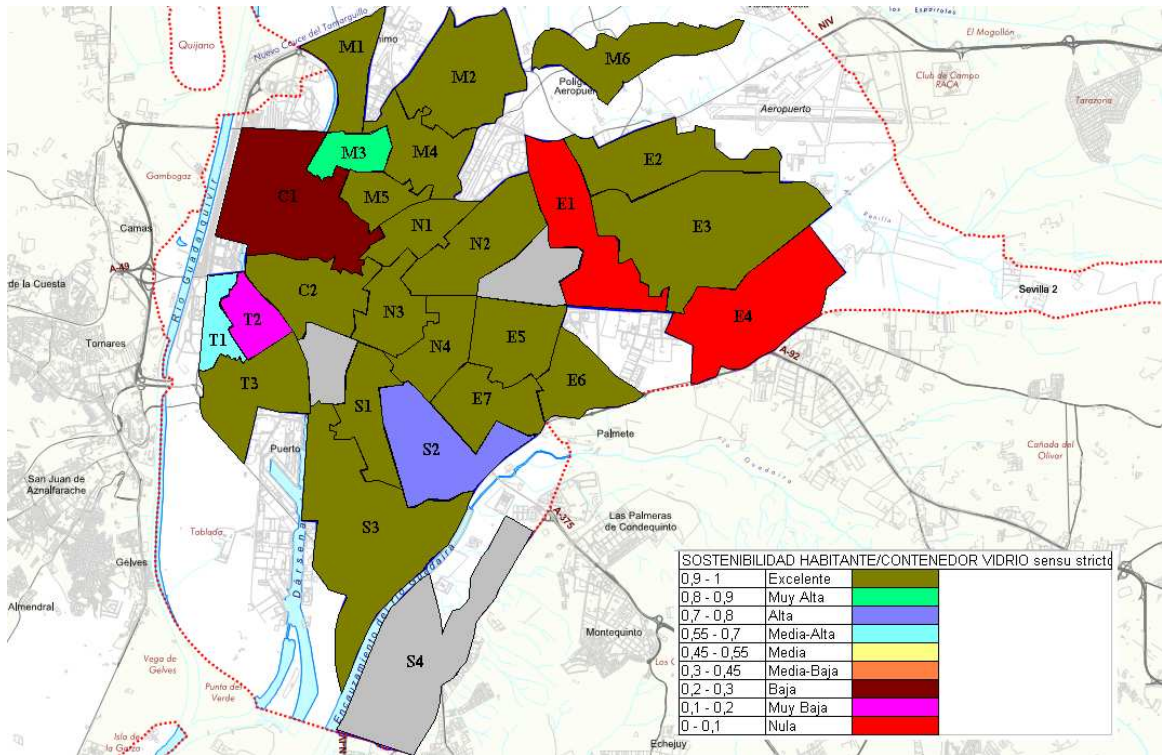 Quijano
Nuevo Cauce del Tamarguillo
M1
M2
M6
NIV
El Mogollón
Club de Campo
RACA
Tarazona
Aeropuerto
Aeropuerto
M3
M4
E2
Gambogaz
C1
M5
E1
E3
N1
N2
Camas
A-49
de la Cuesta
Río Guadalquivir
C2
T2
T1
N3
N4
E5
E4
Sevilla 2
Tomares
A-92
T3
S1
E7
E6
Puerto
S2
Palmete
Cañada del
Olivar
San Juan de
Aznalfarache
A-375
Las Palmeras
de Condequinto
Tablada
S3
Gelves
Dársena
Encauzamiento del río Guadaira
Almendral
Montequinto
S4
Vega de
Gelves
Punta del
Verde
Isla de
la Garza
Echejuy
SOSTENIBILIDAD HABITANTE/CONTENEDOR VIDRIO sensu stricto
0,9 - 1 Excelente
0,8 - 0,9 Muy Alta
0,7 - 0,8 Alta
0,55 - 0,7 Media-Alta
0,45 - 0,55 Media
0,3 - 0,45 Media-Baja
0,2 - 0,3 Baja
0,1 - 0,2 Muy Baja
0 - 0,1 Nula